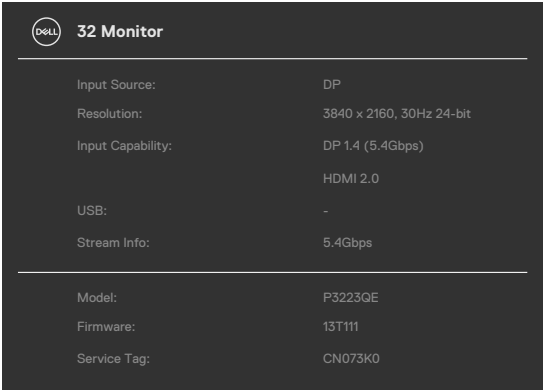 DELL 32 Monitor
Input Source: DP
Resolution: 3840 x 2160, 30Hz 24-bit
Input Capability: DP 1.4 (5.4Gbps)
HDMI 2.0
USB: -
Stream Info: 5.4Gbps
Model: P3223QE
Firmware: 13T111
Service Tag: CN073K0